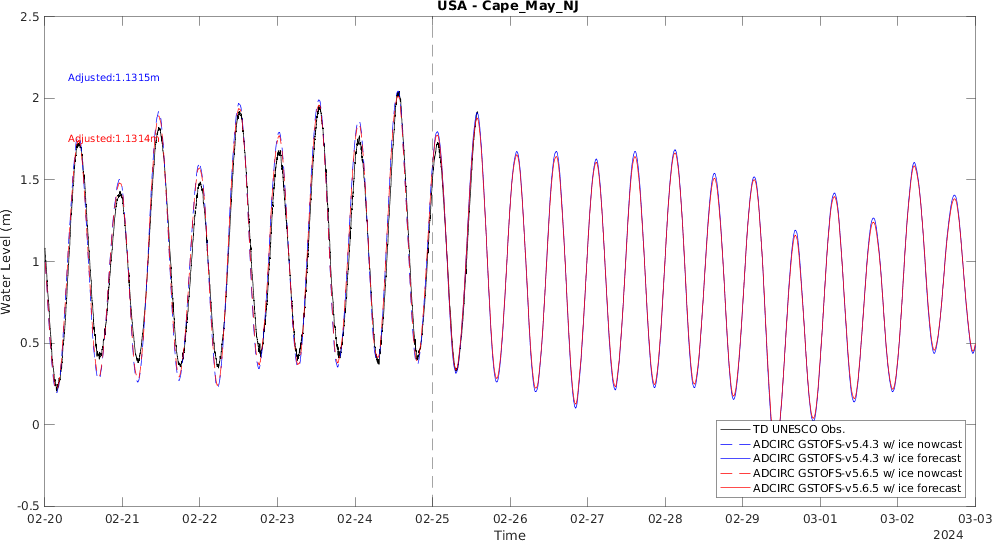 USA - Cape_May_NJ
2.5
2
1.5
1
0.5
0
-0.5
Water Level (m)
Adjusted:1.1315m
Adjusted:1.1314m
TD UNESCO Obs.
ADCIRC GSTOFS-v5.4.3 w/ ice nowcast
ADCIRC GSTOFS-v5.4.3 w/ ice forecast
ADCIRC GSTOFS-v5.6.5 w/ ice nowcast
ADCIRC GSTOFS-v5.6.5 w/ ice forecast
02-20 02-21 02-22 02-23 02-24 02-25 02-26 02-27 02-28 02-29 03-01 03-02 03-03
Time
2024